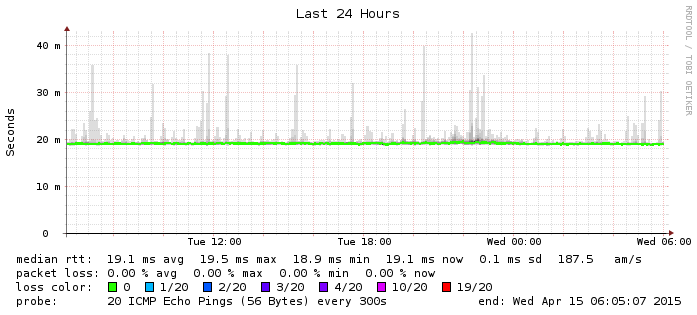 Last 24 Hours
RRDTOOL / TOBI OETIKER
Seconds
40 m
30 m
20 m
10 m
0
Tue 12:00 Tue 18:00 Wed 00:00 Wed 06:00
median rtt: 19.1 ms avg 19.5 ms max 18.9 ms min 19.1 ms now 0.1 ms sd 187.5 am/s
packet loss: 0.00 % avg 0.00 % max 0.00 % min 0.00 % now
loss color: 0 1/20 2/20 3/20 4/20 10/20 19/20
probe: 20 ICMP Echo Pings (56 Bytes) every 300s end: Wed Apr 15 06:05:07 2015